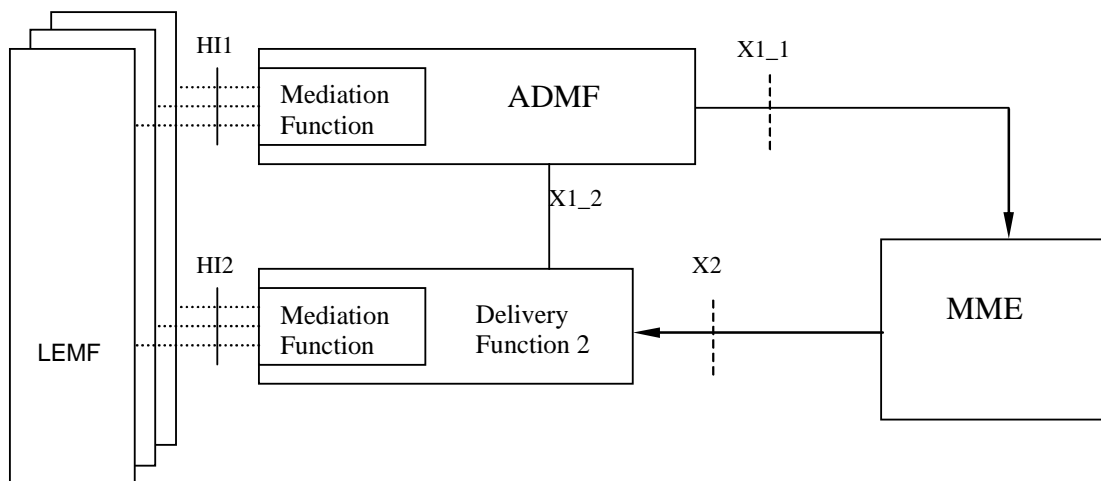 HI1
X1_1
Mediation
Function
ADMF
X1_2
HI2
X2
Mediation
Function
Delivery
Function 2
MME
LEMF